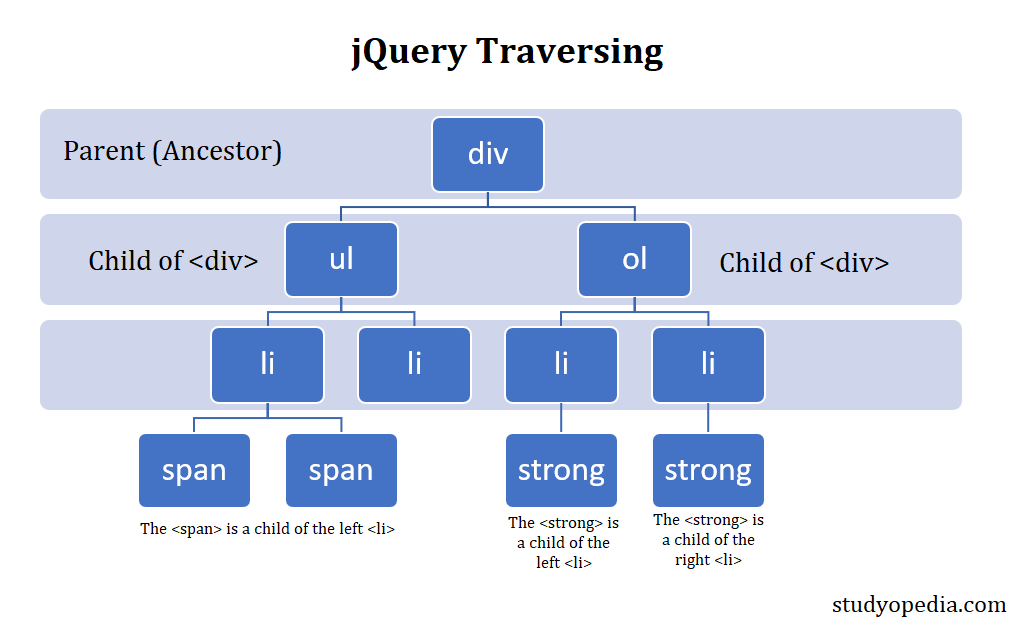 jQuery Traversing
Parent (Ancestor)
div
Child of <div>
ul
ol
Child of <div>
li
li
li
li
span
span
strong
strong
The <span> is a child of the left <li>
The <strong> is
a child of the
left <li>
The <strong> is
a child of the
right <li>
studyopedia.com